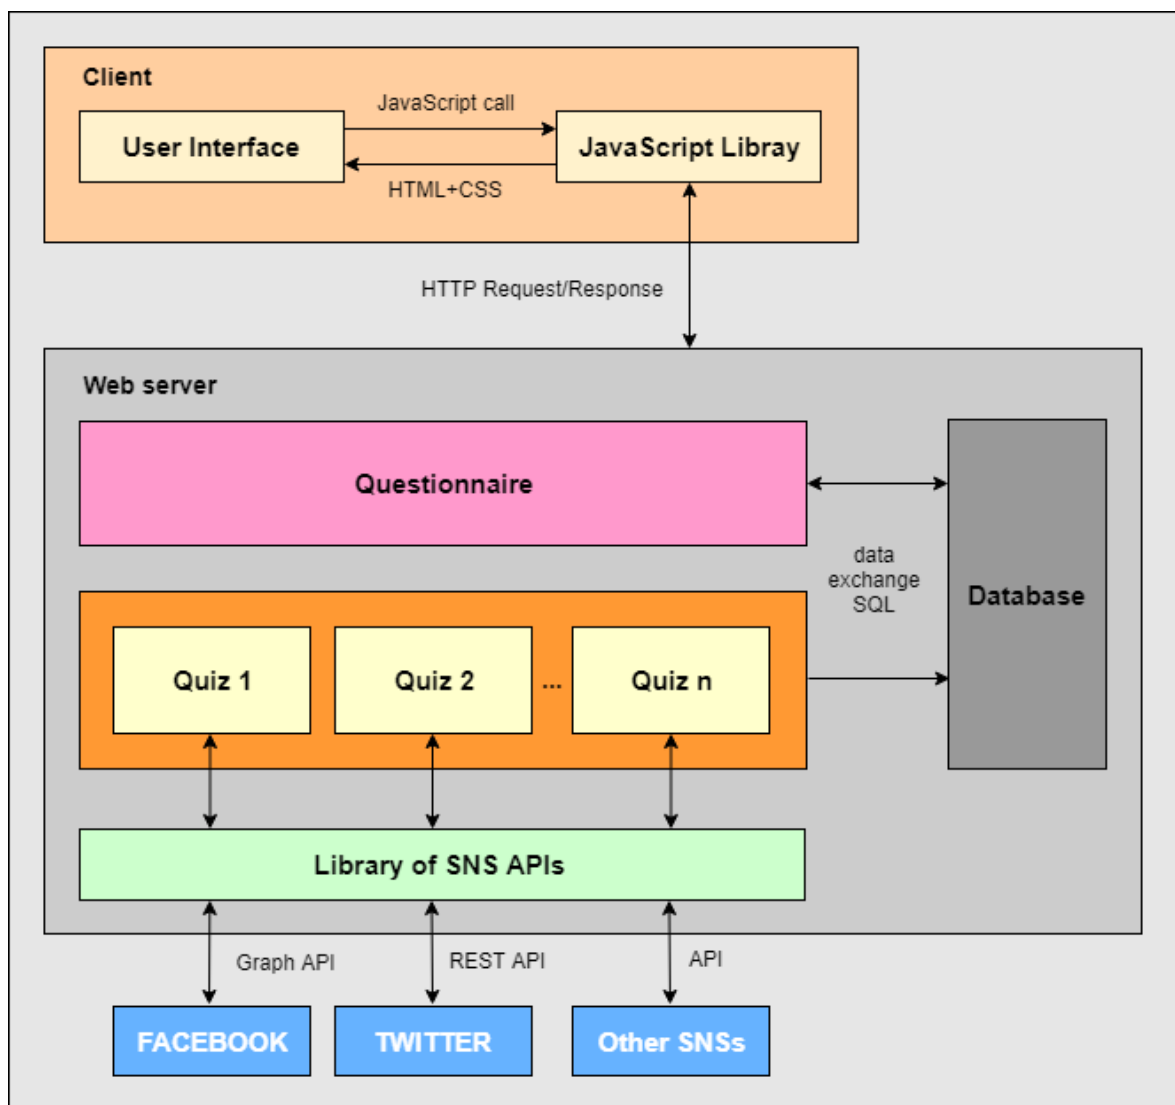 Client
JavaScript call
User Interface
JavaScript Libray
HTML+CSS
HTTP Request/Response
Web server
Questionnaire
data
exchange
SQL
Database
Quiz 1
Quiz 2
...
Quiz n
Library of SNS APIs
Graph API
REST API
API
FACEBOOK
TWITTER
Other SNSs